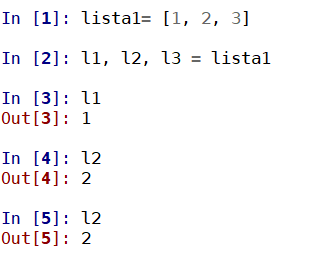 In [1]: lista1= [1, 2, 3]
In [2]: l1, l2, l3 = lista1
In [3]: l1
Out[3]: 1
In [4]: l2
Out[4]: 2
In [5]: l2
Out[5]: 2